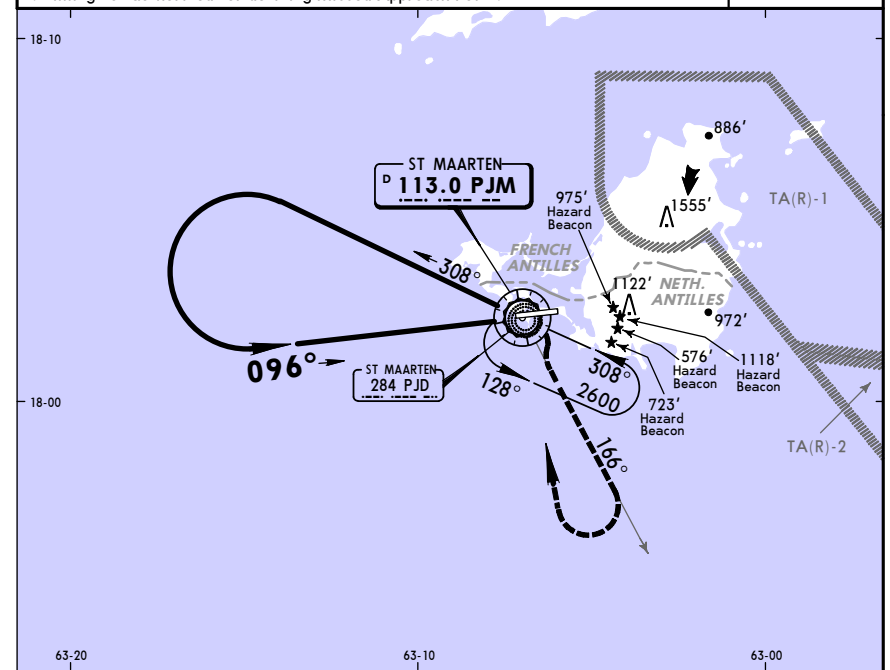 18-10
886'
ST MAARTEN
D 113.0 PJM
975'
Hazard
Beacon
1555'
TA(R)-1
FRENCH
ANTILLES
308°
1122'
NETH.
ANTILLES
972'
096°
ST MAARTEN
284 PJD
128°
308°
2600
576'
Hazard
Beacon
1118'
Hazard
Beacon
723'
Hazard
Beacon
18-00
166°
TA(R)-2
63-20
63-10
63-00